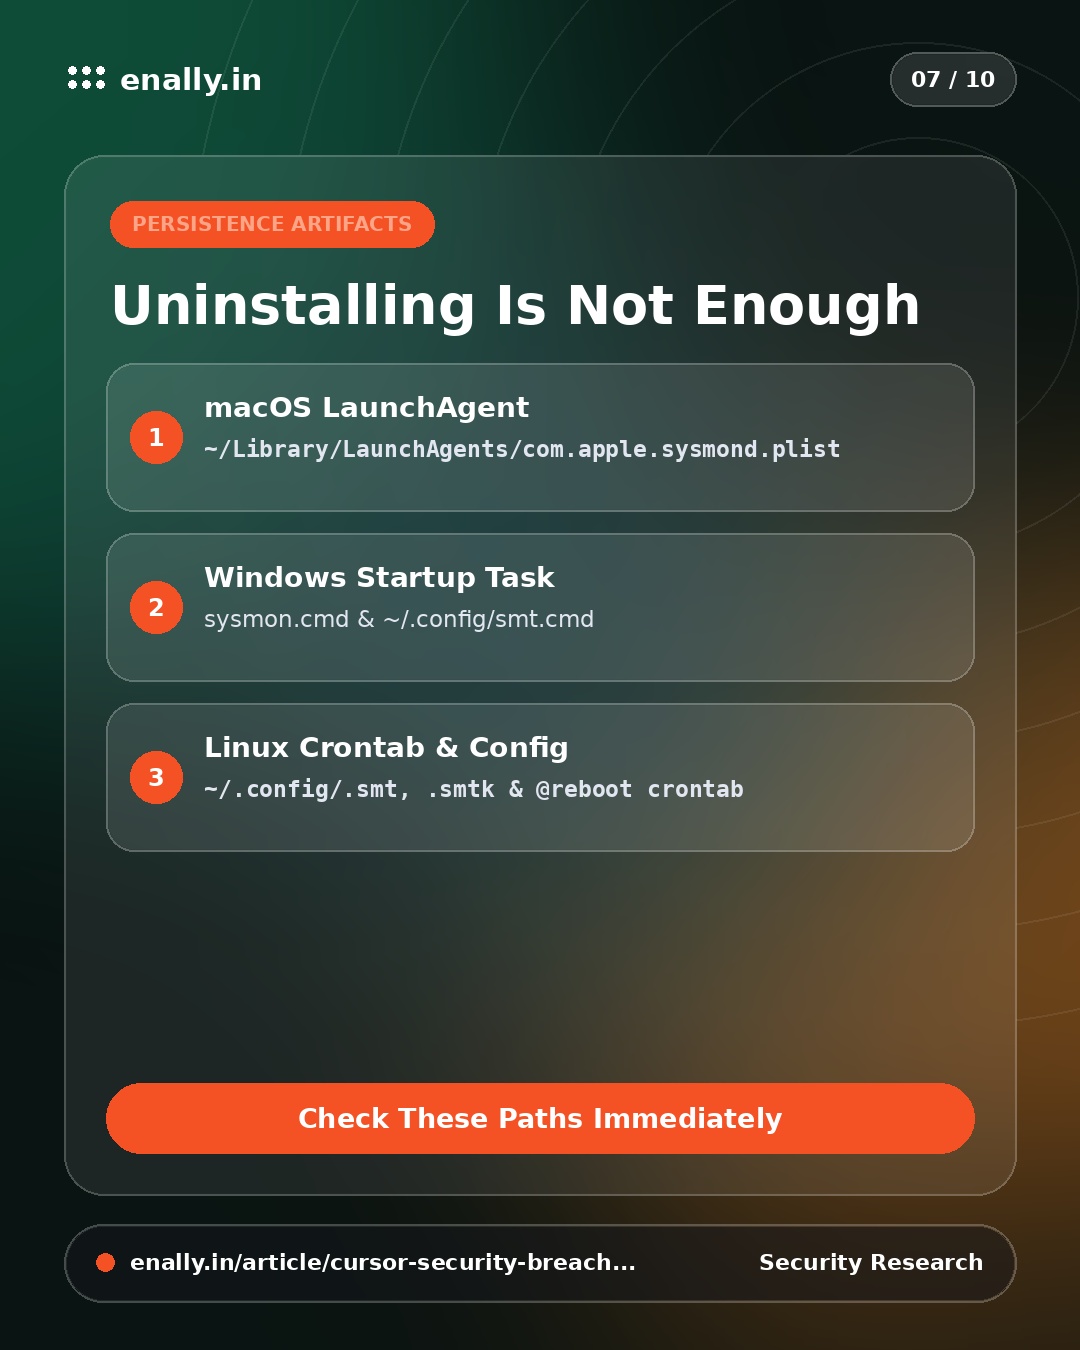 enally.in
07 / 10
PERSISTENCE ARTIFACTS
Uninstalling Is Not Enough
1
macOS LaunchAgent
~/Library/LaunchAgents/com.apple.sysmond.plist
2
Windows Startup Task
sysmon.cmd & ~/.config/smt.cmd
3
Linux Crontab & Config
~/.config/.smt, .smtk & @reboot crontab
Check These Paths Immediately
enally.in/article/cursor-security-breach...
Security Research